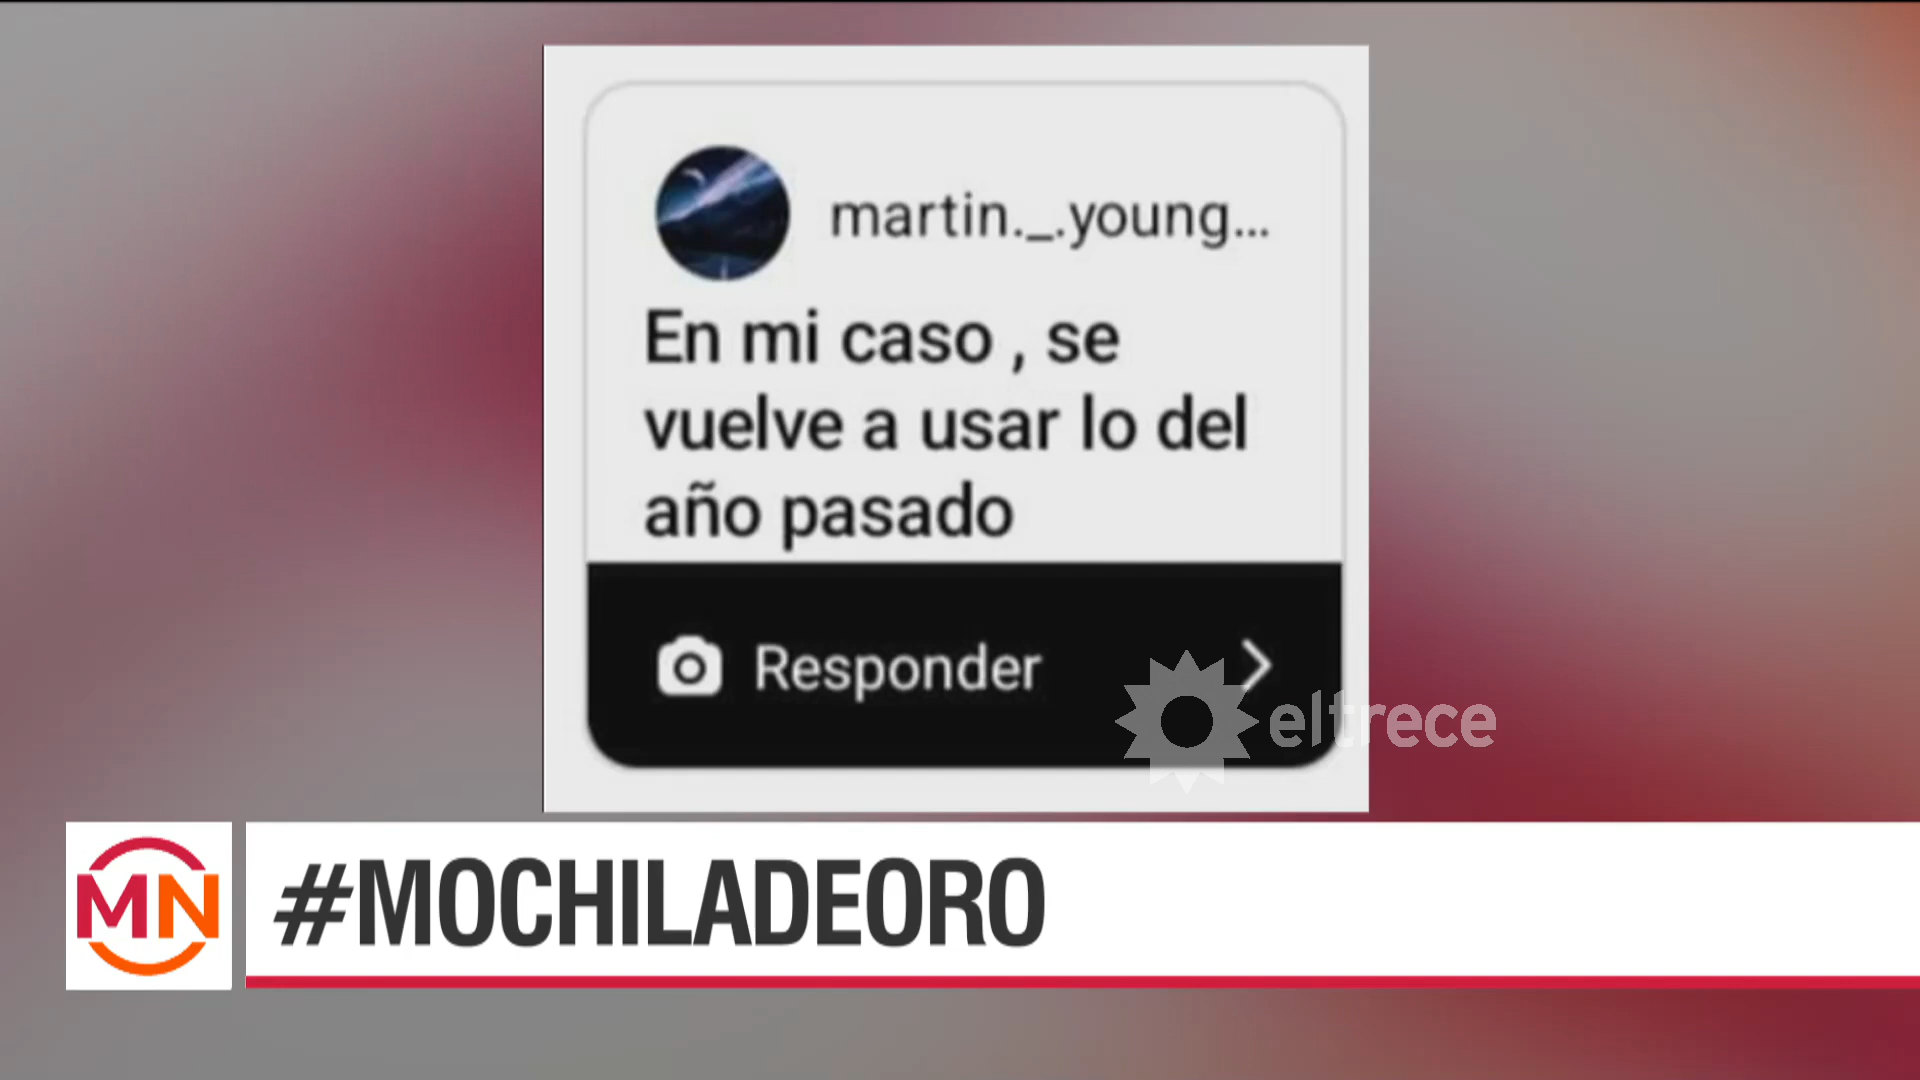 martin._.young...
En mi caso , se
vuelve a usar lo del
año pasado
Responder
eltrece
MN
#MOCHILADEORO